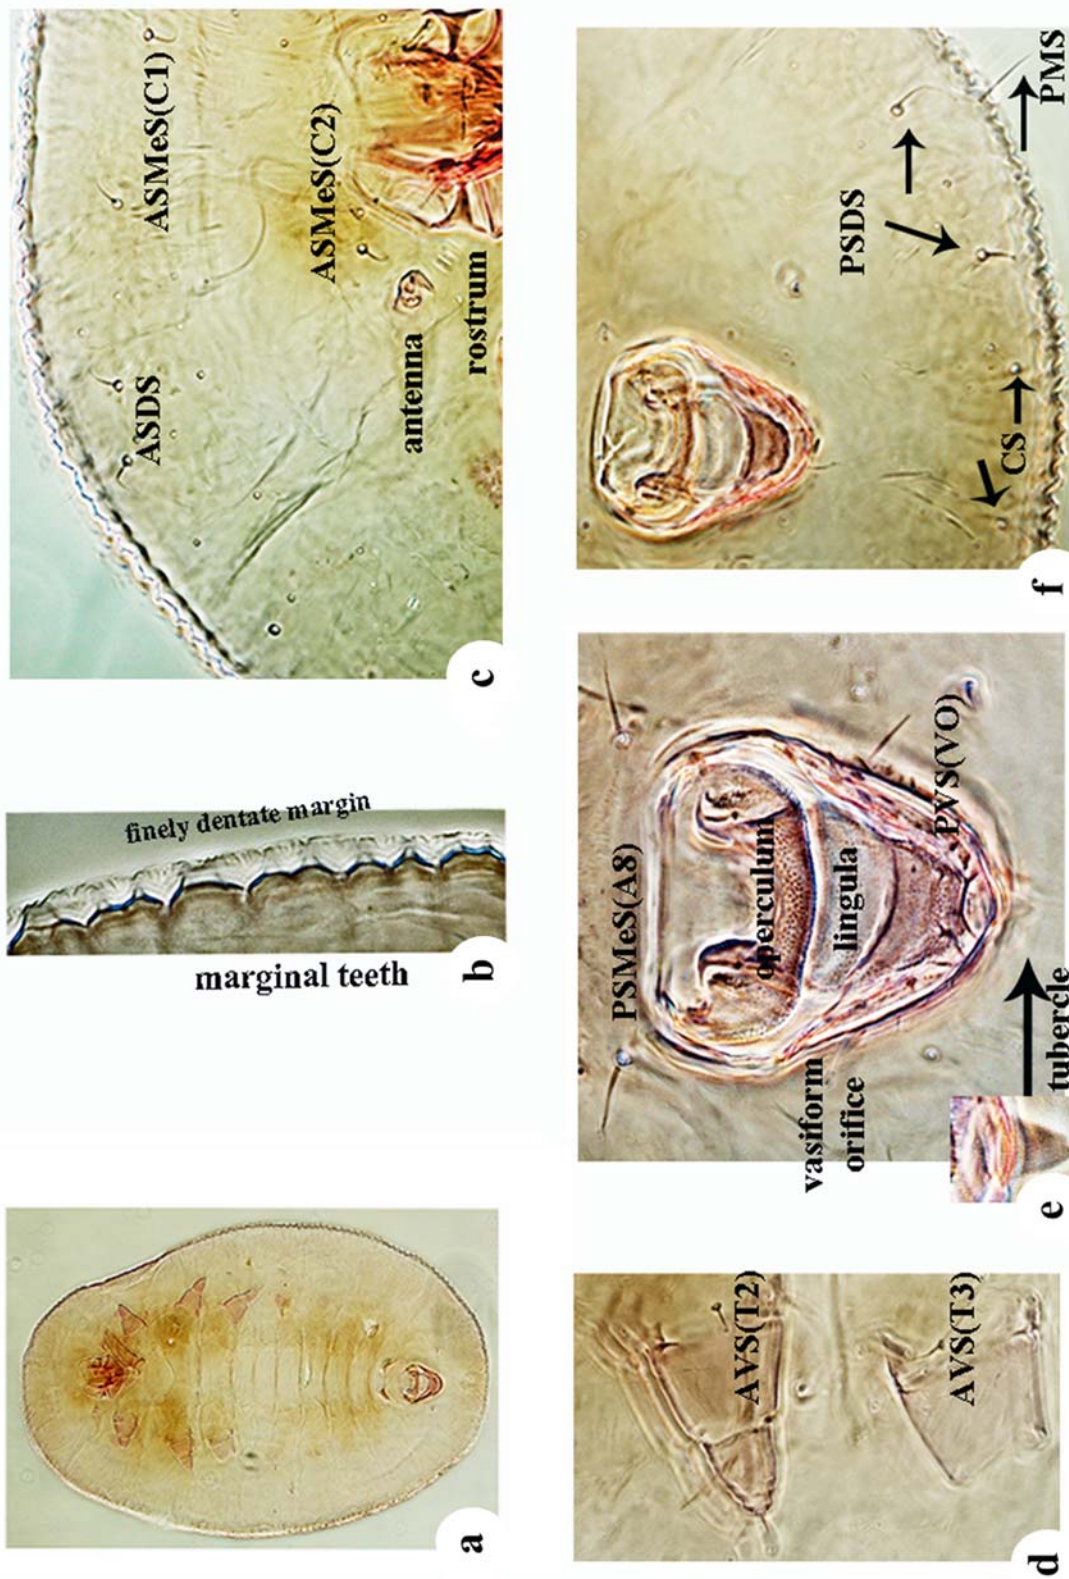 a
finely dentate margin
marginal teeth
b
ASDS
ASMeS(C1)
ASMeS(C2)
antenna
rostrum
c
AVS(T2)
AVS(T3)
d
PSMeS(A8)
operculum
lingula
vasiform
orifice
PVS(VO)
tubercle
e
PSDS
CS
PMS
f